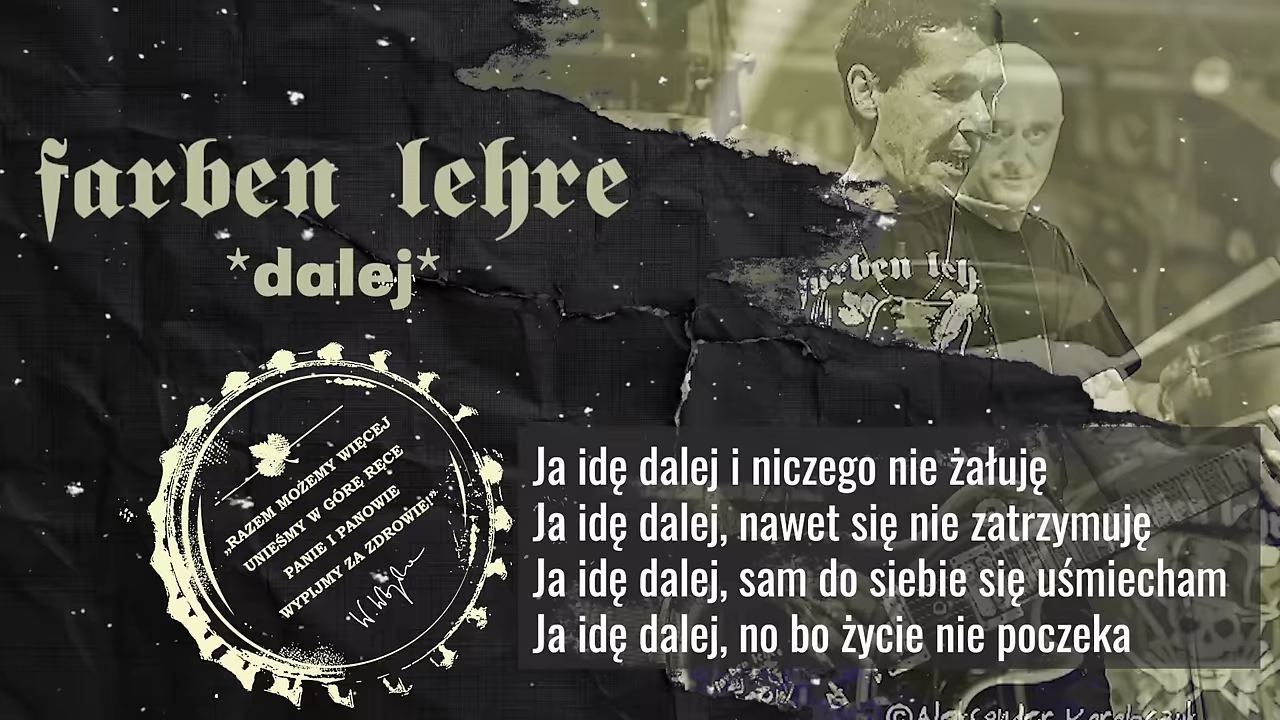 farben lehre
*dalej*
„RAZEM MOŻEMY WIĘCEJ
UNIEŚMY W GÓRĘ RĘCE
PANIE I PANOWIE
WYPIJMY ZA ZDROWIE!”
farben leh
Ja idę dalej i niczego nie żałuję
Ja idę dalej, nawet się nie zatrzymuję
Ja idę dalej, sam do siebie się uśmiecham
Ja idę dalej, no bo życie nie poczeka
©Aleksander